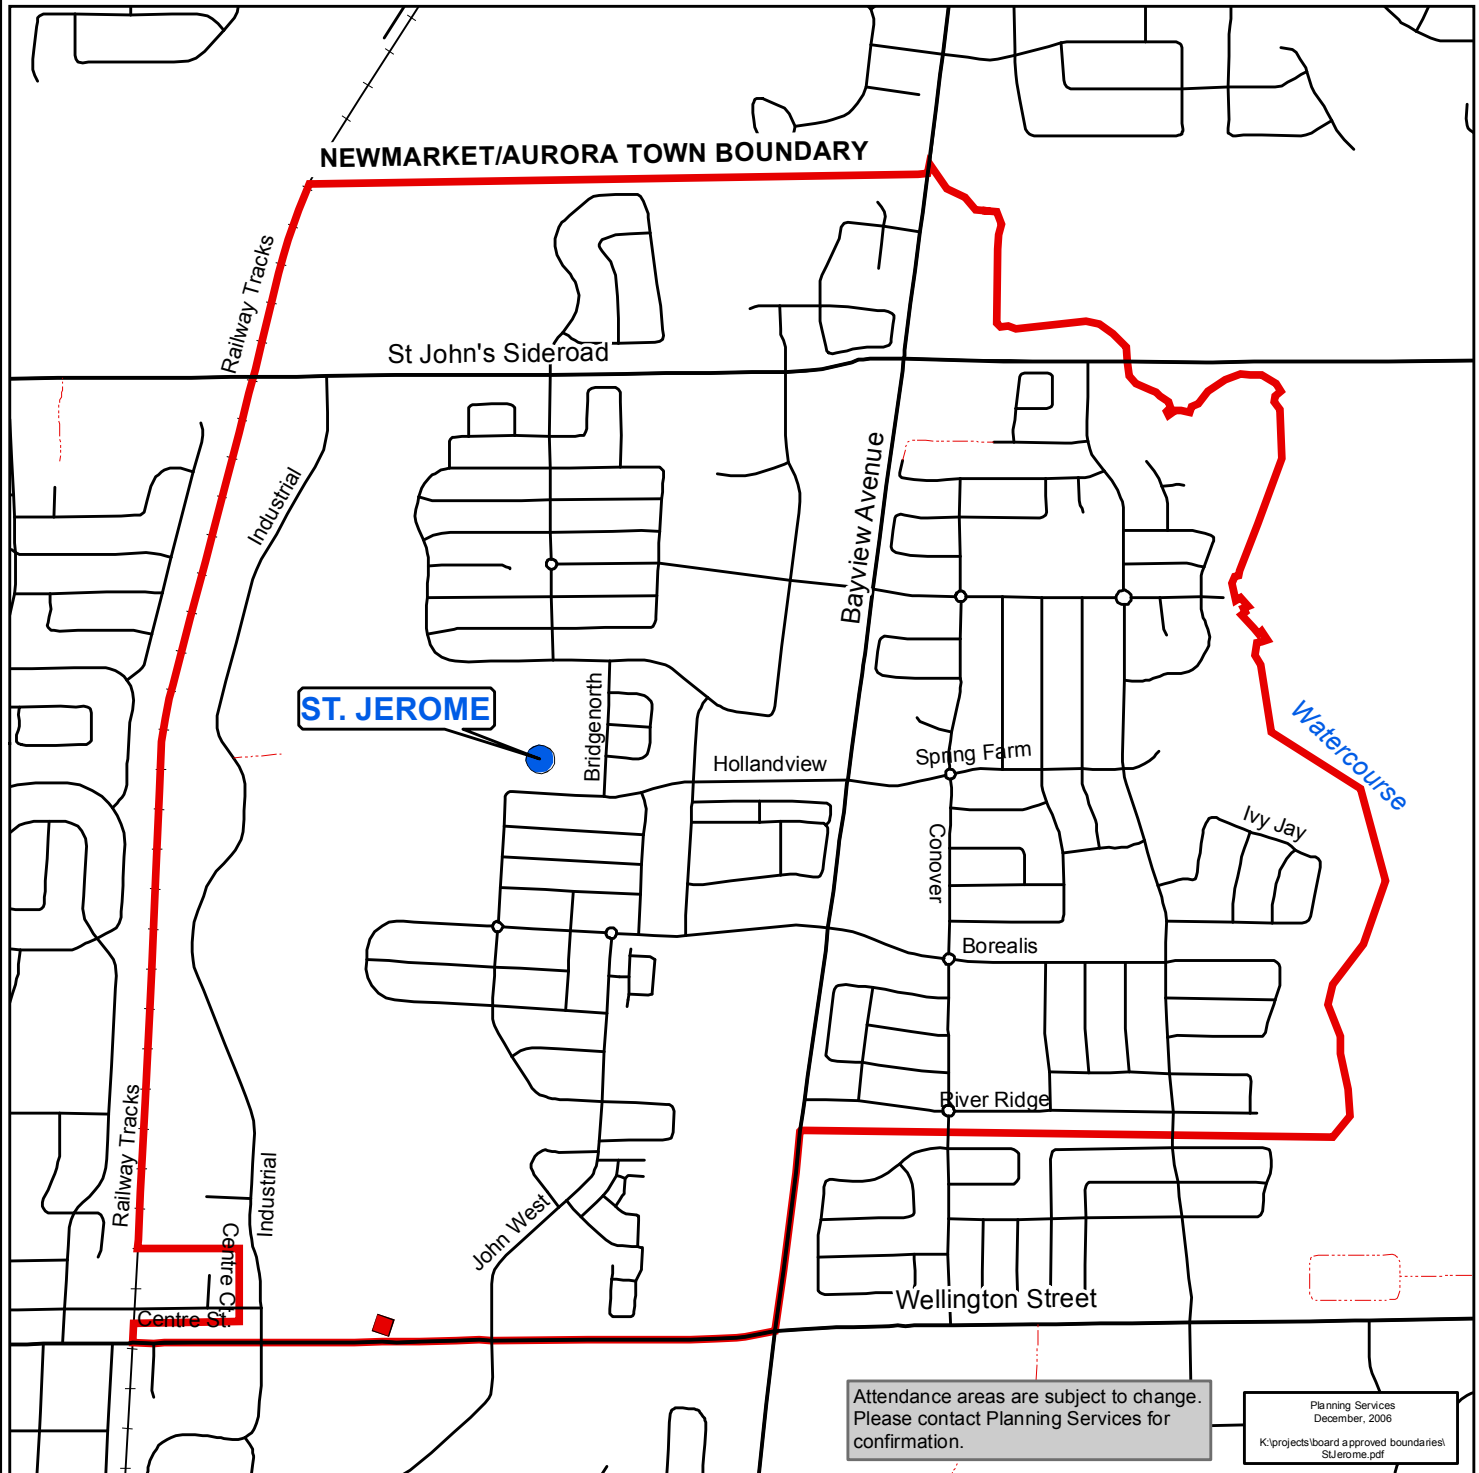 NEWMARKET/AURORA TOWN BOUNDARY
Railway Tracks
St John's Sideroad
Industrial
Bayview Avenue
ST. JEROME
Bridgenorth
Hollandview
Spring Farm
Watercourse
Ivy Jay
Conover
Borealis
River Ridge
Railway Tracks
Industrial
John West
Centre Ct.
Centre St.
Wellington Street
Attendance areas are subject to change.
Please contact Planning Services for
confirmation.
Planning Services
December, 2006
K:\projects\board approved boundaries\
StJerome.pdf